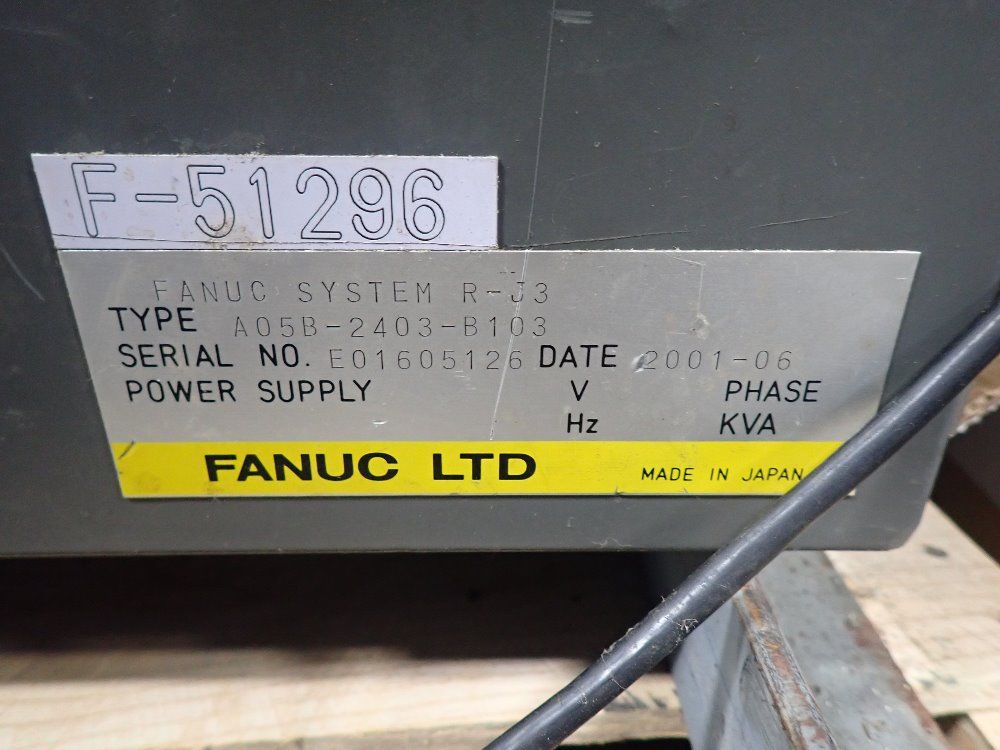 F-51296
FANUC SYSTEM R-J3
TYPE A05B-2403-B103
SERIAL NO. E01605126 DATE 2001-06
POWER SUPPLY V PHASE
Hz KVA
FANUC LTD MADE IN JAPAN